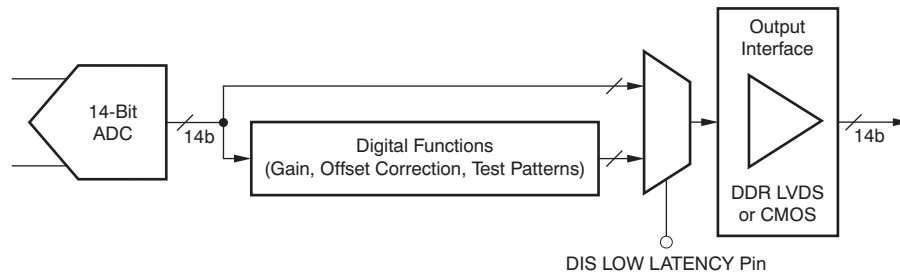 14-Bit
ADC
14b
Digital Functions
(Gain, Offset Correction, Test Patterns)
DIS LOW LATENCY Pin
Output
Interface
DDR LVDS
or CMOS
14b